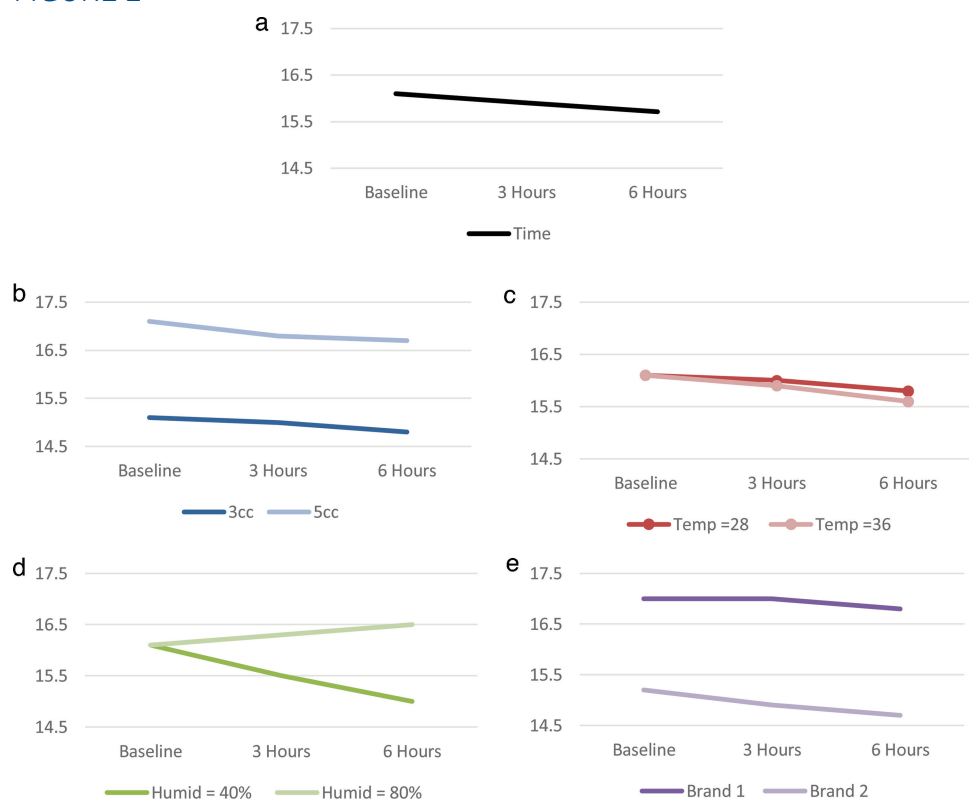 a
17.5
16.5
15.5
14.5
Baseline 3 Hours 6 Hours
Time
b
17.5
16.5
15.5
14.5
Baseline 3 Hours 6 Hours
3cc 5cc
c
17.5
16.5
15.5
14.5
Baseline 3 Hours 6 Hours
Temp =28 Temp =36
d
17.5
16.5
15.5
14.5
Baseline 3 Hours 6 Hours
Humid = 40% Humid = 80%
e
17.5
16.5
15.5
14.5
Baseline 3 Hours 6 Hours
Brand 1 Brand 2